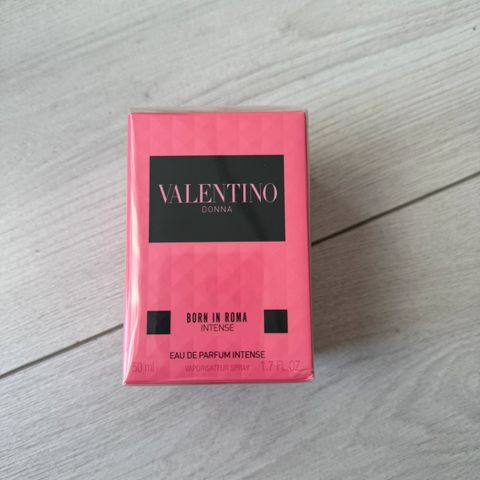 VALENTINO
DONNA
BORN IN ROMA
INTENSE
EAU DE PARFUM INTENSE
50 ml VAPORISATEUR SPRAY 1.7 FL.OZ.